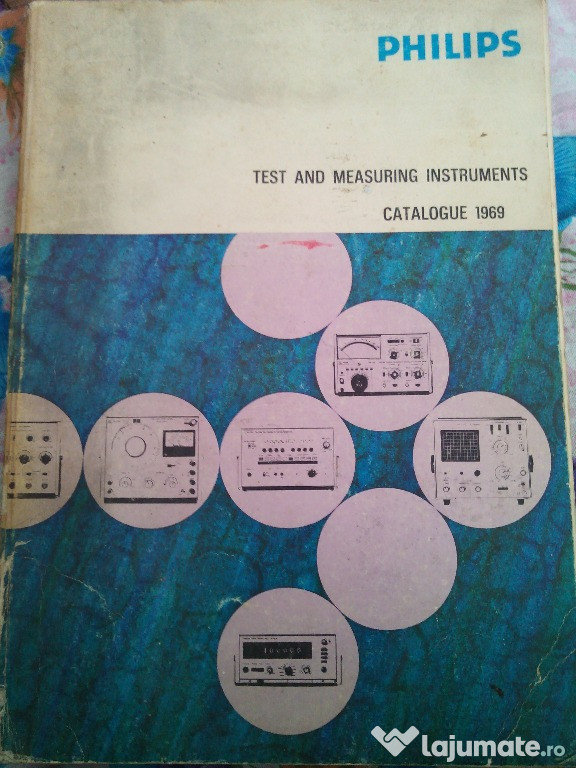 PHILIPS
TEST AND MEASURING INSTRUMENTS
CATALOGUE 1969
lajumate.ro